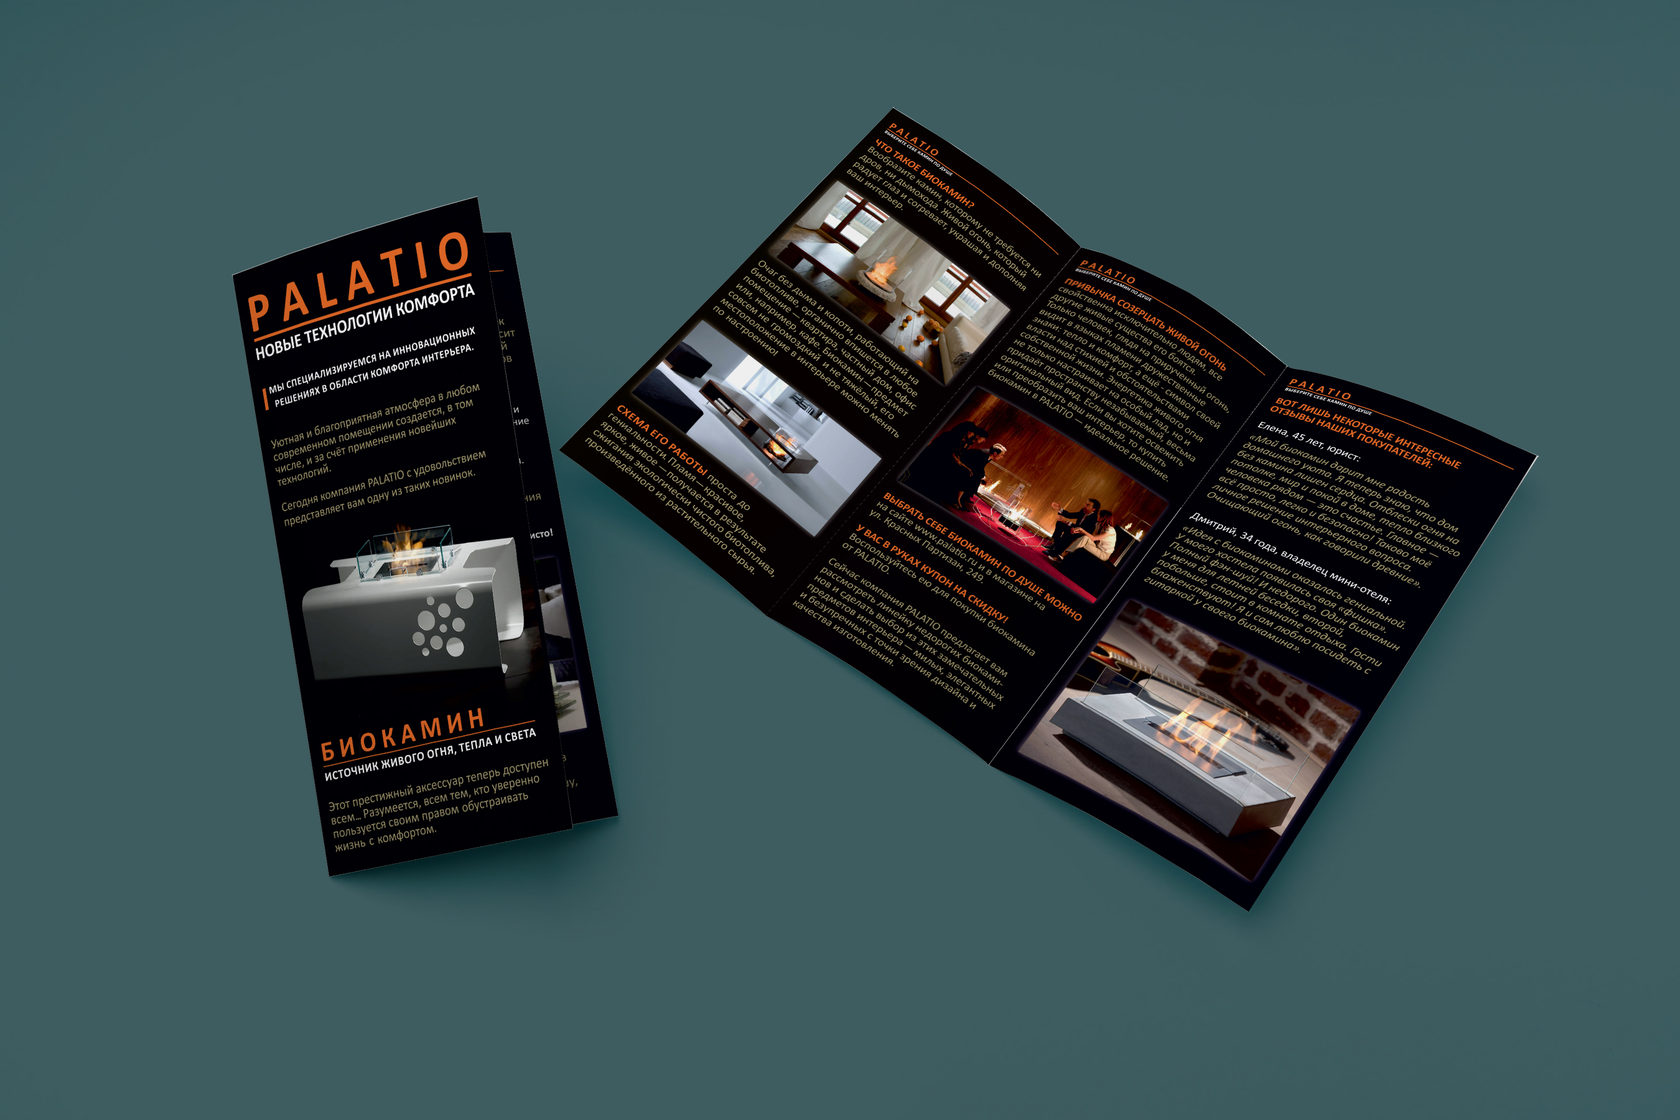 PALATIO
НОВЫЕ ТЕХНОЛОГИИ КОМФОРТА
МЫ СПЕЦИАЛИЗИРУЕМСЯ НА ИННОВАЦИОННЫХ
РЕШЕНИЯХ В ОБЛАСТИ КОМФОРТА ИНТЕРЬЕРА.
Уютная и благоприятная атмосфера в любом
современном помещении создается, в том
числе, и за счёт применения новейших
технологий.
Сегодня компания PALATIO с удовольствием
представляет вам одну из таких новинок.
БИОКАМИН
ИСТОЧНИК ЖИВОГО ОГНЯ, ТЕПЛА И СВЕТА
Этот престижный аксессуар теперь доступен
всем... Разумеется, всем тем, кто уверенно
пользуется своим правом обустраивать
жизнь с комфортом.
PALATIO
ВЫБЕРИТЕ СЕБЕ КАМИН ПО ДУШЕ
ЧТО ТАКОЕ БИОКАМИН?
Вообразите камин, которому не требуется ни
дров, ни дымохода. Живой огонь, который
радует глаз и согревает, украшая и дополняя
ваш интерьер.
Очаг без дыма и копоти, работающий на
биотопливе, органично впишется в любое
помещение — квартира, частный дом, офис
или, например, кафе. Биокамин — предмет
совсем не громоздкий и не тяжёлый, его
местоположение в интерьере можно менять
по настроению!
СХЕМА ЕГО РАБОТЫ проста до
гениальности. Пламя — красивое,
яркое, живое — получается в результате
сжигания экологически чистого биотоплива,
произведённого из растительного сырья.
PALATIO
ВЫБЕРИТЕ СЕБЕ КАМИН ПО ДУШЕ
ПРИВЫЧКА СОЗЕРЦАТЬ ЖИВОЙ ОГОНЬ
свойственна исключительно людям, все
другие живые существа его боятся.
Только человек, глядя на прирученный огонь,
видит в языках пламени дружественные
знаки: тепло и комфорт, а ещё - символ своей
власти над стихией и обстоятельствами
собственной жизни. Эстетика живого огня
не только радует глаз и согревает, но и
придаёт пространству особый, весьма
оригинальный вид. Если вы хотите освежить
или преобразить ваш интерьер, то купить
биокамин в PALATIO — идеальное решение.
ВЫБРАТЬ СЕБЕ БИОКАМИН ПО ДУШЕ МОЖНО
на сайте www.palatio.ru и в магазине на
ул. Красных Партизан, 249
У ВАС В РУКАХ КУПОН НА СКИДКУ!
Воспользуйтесь ею для покупки биокамина
от PALATIO
Сейчас компания PALATIO предлагает вам
рассмотреть линейку недорогих биоками-
нов и сделать выбор из этих замечательных
предметов интерьера — милых, элегантных
и безупречных с точки зрения дизайна и
качества изготовления.
PALATIO
ВЫБЕРИТЕ СЕБЕ КАМИН ПО ДУШЕ
ВОТ ЛИШЬ НЕКОТОРЫЕ ИНТЕРЕСНЫЕ
ОТЗЫВЫ НАШИХ ПОКУПАТЕЛЕЙ:
Елена, 45 лет, юрист:
«Мой биокамин дарит мне радость
домашнего уюта. Я теперь знаю, что дом
без камина лишен сердца. Отблески огня на
потолке, мир и покой в доме, тепло близкого
человека рядом — это счастье. Главное —
всё просто, легко и безопасно! Таково моё
личное решение интерьерного вопроса.
Очищающий огонь, как говорили древние».
Дмитрий, 34 года, владелец мини-отеля:
«Идея с биокаминами оказалась гениальной.
У моего отеля появилась своя «фишка».
Полный фэн-шуй! И недорого. Один биокамин
у меня для летней беседки, второй,
побольше, стоит в комнате отдыха. Гости
блаженствуют! Я и сам люблю посидеть с
гитаркой у своего биокамина».